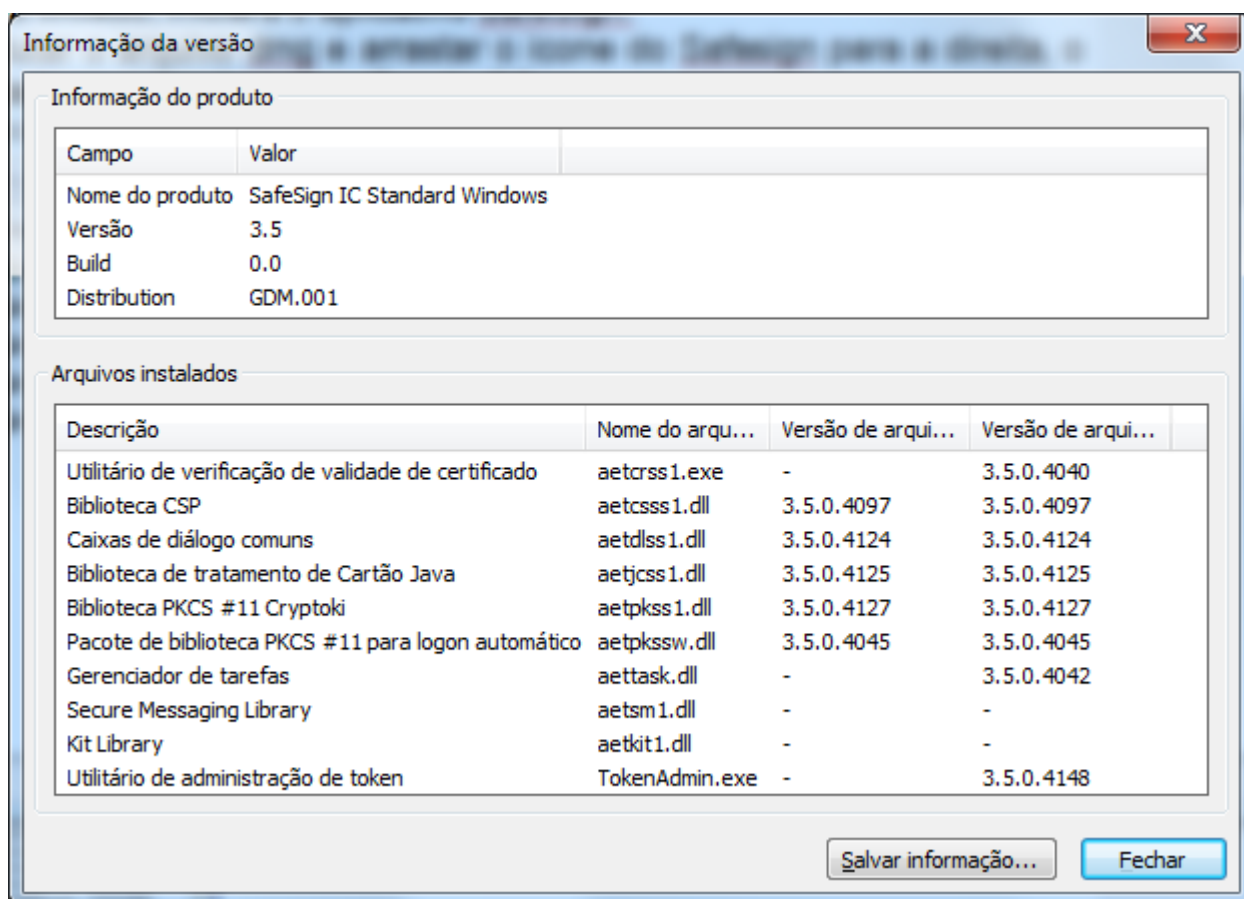 ing e arrastar o ícone do Safesign para a direita, o
Informação da versão
Informação do produto
Campo Valor
Nome do produto SafeSign IC Standard Windows
Versão 3.5
Build 0.0
Distribution GDM.001
Arquivos instalados
Descrição Nome do arqu... Versão de arqui... Versão de arqui...
Utilitário de verificação de validade de certificado aetcrss1.exe - 3.5.0.4040
Biblioteca CSP aetcsss1.dll 3.5.0.4097 3.5.0.4097
Caixas de diálogo comuns aetdlss1.dll 3.5.0.4124 3.5.0.4124
Biblioteca de tratamento de Cartão Java aetjcss1.dll 3.5.0.4125 3.5.0.4125
Biblioteca PKCS #11 Cryptoki aetpkss1.dll 3.5.0.4127 3.5.0.4127
Pacote de biblioteca PKCS #11 para logon automático aetpkssw.dll 3.5.0.4045 3.5.0.4045
Gerenciador de tarefas aettask.dll - 3.5.0.4042
Secure Messaging Library aetsm1.dll - -
Kit Library aetkit1.dll - -
Utilitário de administração de token TokenAdmin.exe - 3.5.0.4148
Salvar informação... Fechar